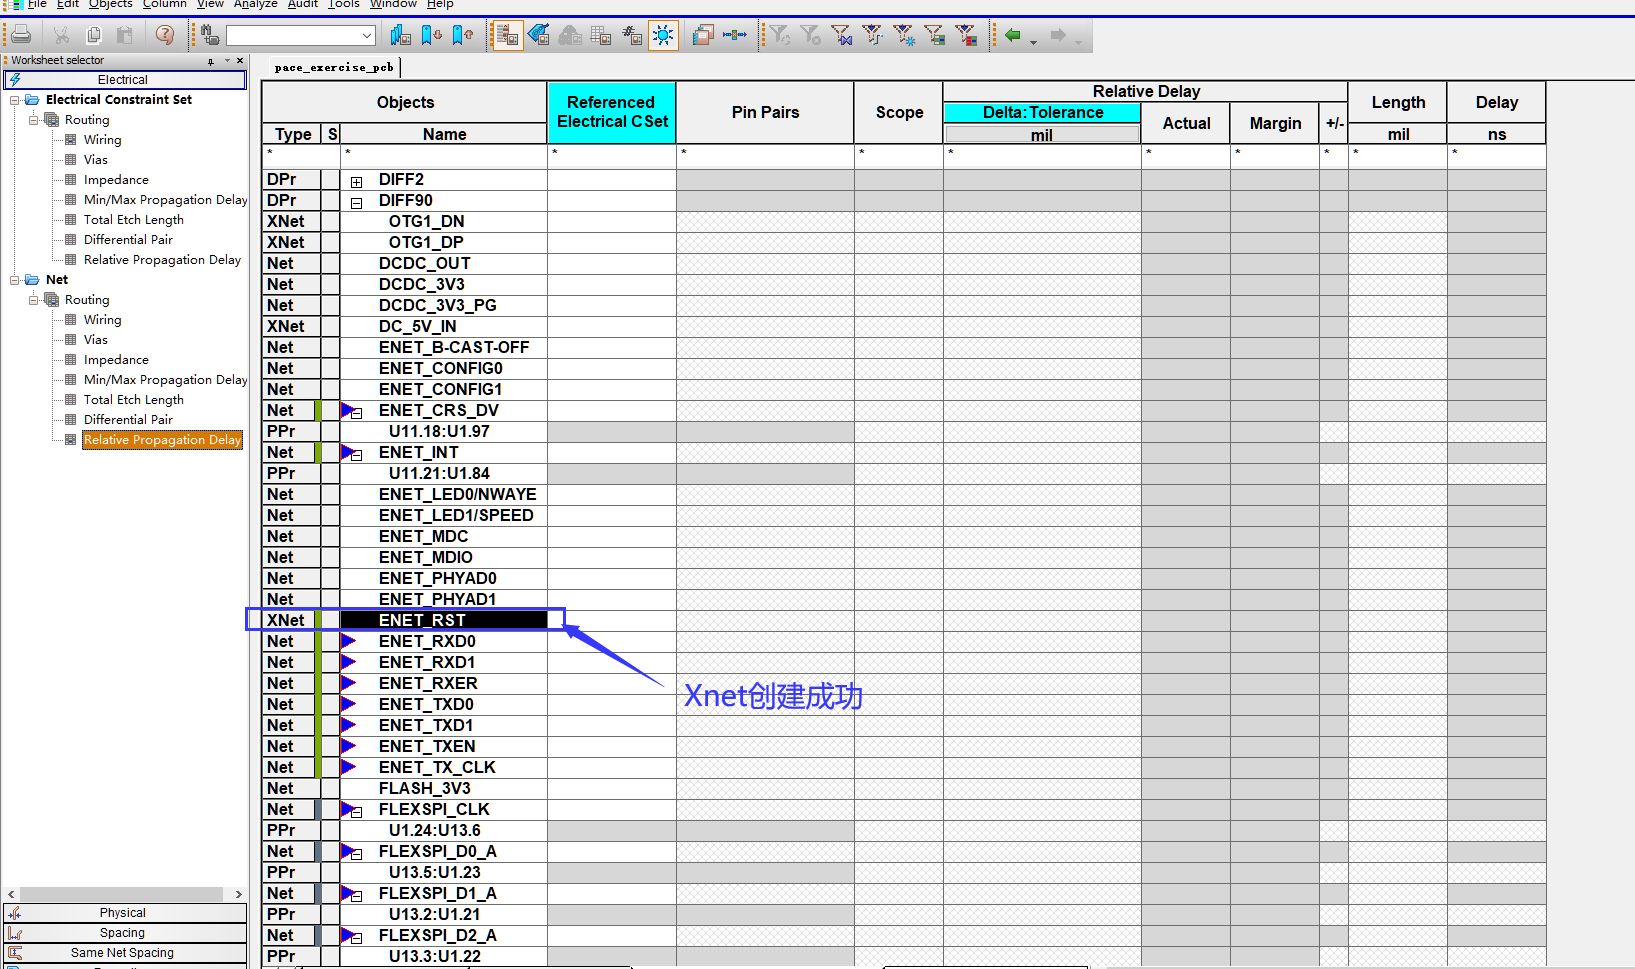 File Edit Objects Column View Analyze Audit Tools Window Help
Worksheet selector
Electrical
Electrical Constraint Set
Routing
Wiring
Vias
Impedance
Min/Max Propagation Delay
Total Etch Length
Differential Pair
Relative Propagation Delay
Net
Routing
Wiring
Vias
Impedance
Min/Max Propagation Delay
Total Etch Length
Differential Pair
Relative Propagation Delay
Physical
Spacing
Same Net Spacing
pace_exercise_pcb
Objects
Referenced Electrical CSet
Pin Pairs
Scope
Relative Delay
Length
Delay
Delta:Tolerance
Actual
Margin
+/-
Type S Name
mil
mil
ns
* * * * * * * * * * *
DPr DIFF2
DPr DIFF90
XNet OTG1_DN
XNet OTG1_DP
Net DCDC_OUT
Net DCDC_3V3
Net DCDC_3V3_PG
XNet DC_5V_IN
Net ENET_B-CAST-OFF
Net ENET_CONFIG0
Net ENET_CONFIG1
Net ENET_CRS_DV
PPr U11.18:U1.97
Net ENET_INT
PPr U11.21:U1.84
Net ENET_LED0/NWAYE
Net ENET_LED1/SPEED
Net ENET_MDC
Net ENET_MDIO
Net ENET_PHYAD0
Net ENET_PHYAD1
XNet ENET_RST
Net ENET_RXD0
Net ENET_RXD1
Net ENET_RXER
Xnet创建成功
Net ENET_TXD0
Net ENET_TXD1
Net ENET_TXEN
Net ENET_TX_CLK
Net FLASH_3V3
Net FLEXSPI_CLK
PPr U1.24:U13.6
Net FLEXSPI_D0_A
PPr U13.5:U1.23
Net FLEXSPI_D1_A
PPr U13.2:U1.21
Net FLEXSPI_D2_A
PPr U13.3:U1.22